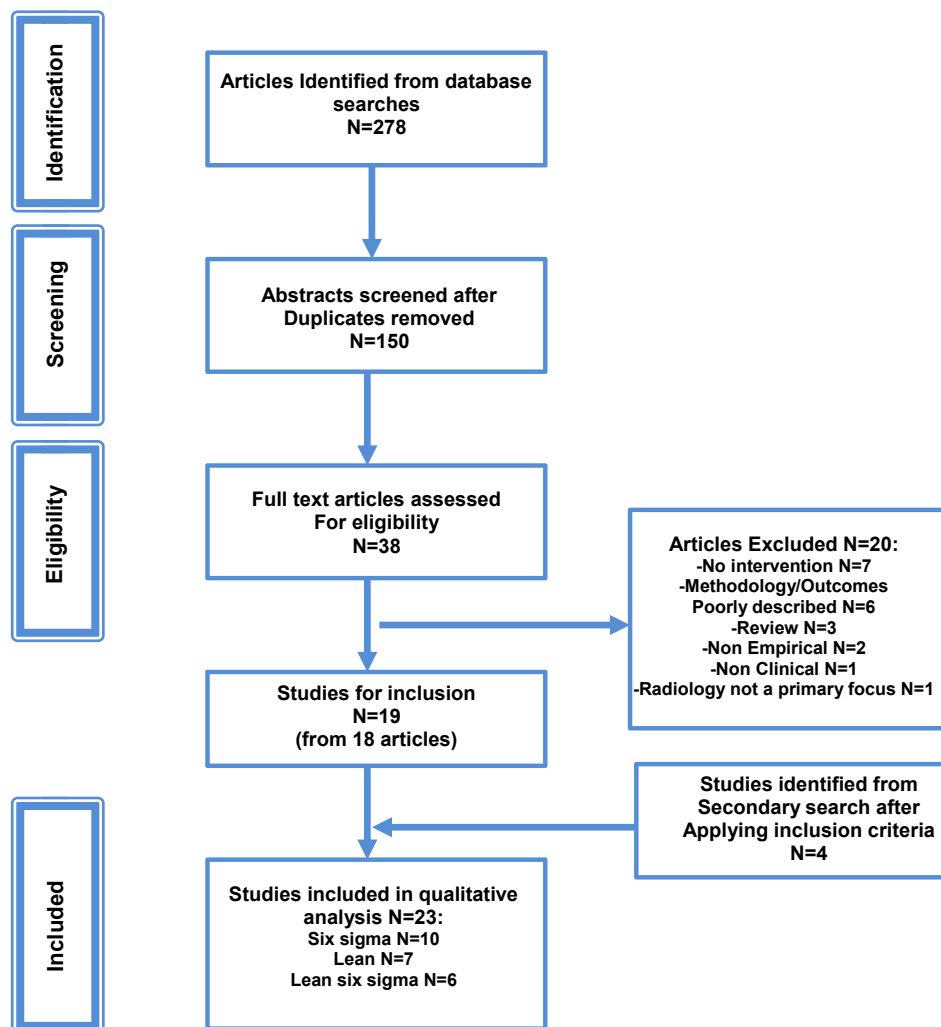 Identification
Articles Identified from database
searches
N=278
Screening
Abstracts screened after
Duplicates removed
N=150
Eligibility
Full text articles assessed
For eligibility
N=38
Articles Excluded N=20:
-No intervention N=7
-Methodology/Outcomes
Poorly described N=6
-Review N=3
-Non Empirical N=2
-Non Clinical N=1
-Radiology not a primary focus N=1
Studies for inclusion
N=19
(from 18 articles)
Studies identified from
Secondary search after
Applying inclusion criteria
N=4
Included
Studies included in qualitative
analysis N=23:
Six sigma N=10
Lean N=7
Lean six sigma N=6